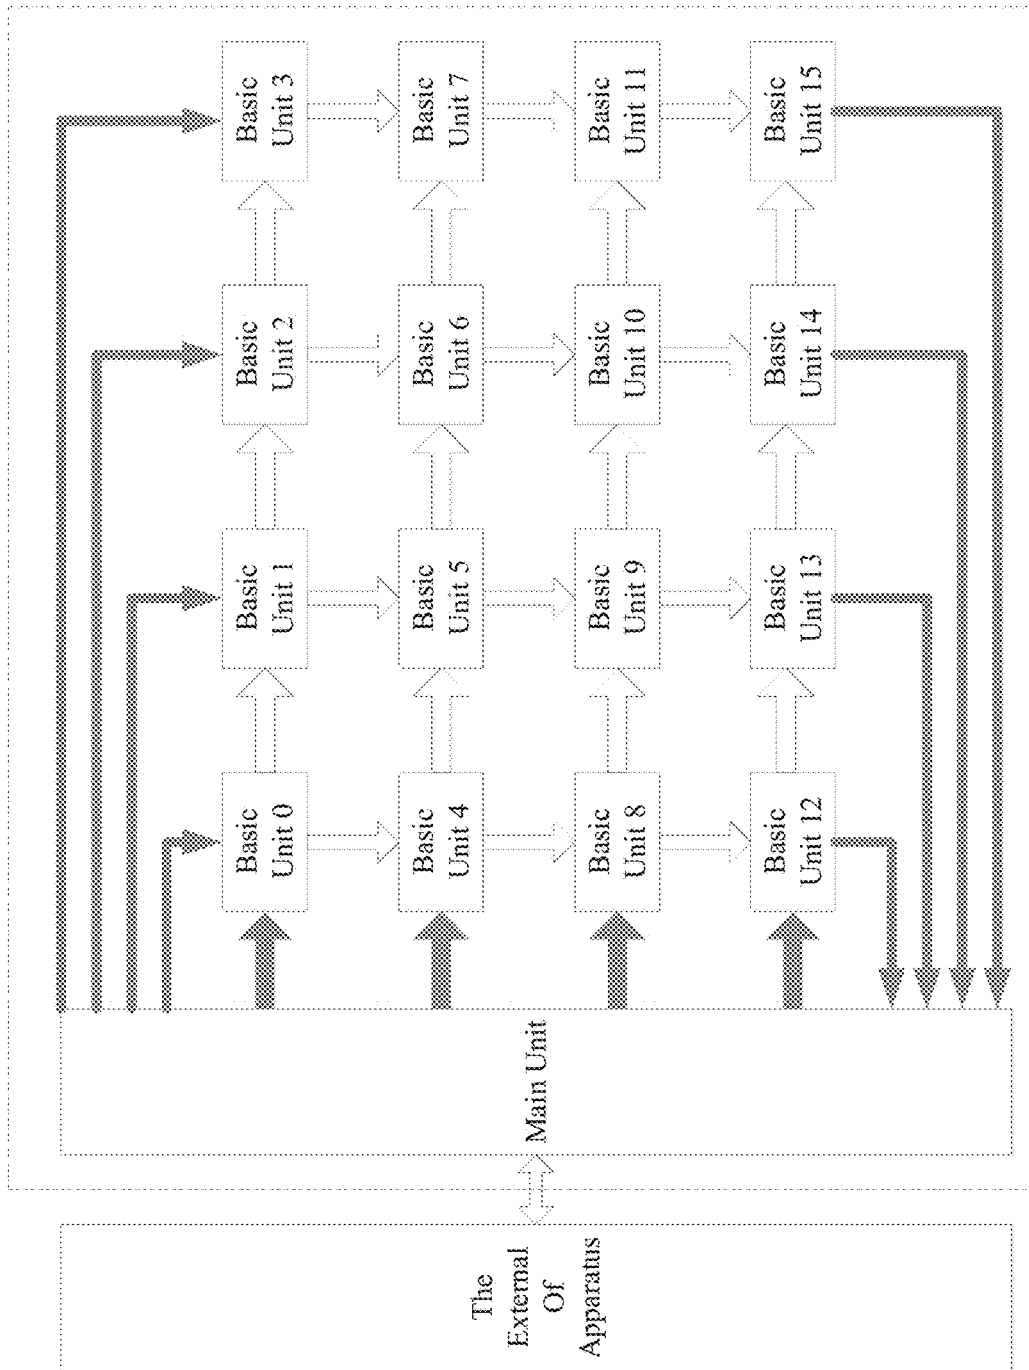 The
External
Of
Apparatus
Main Unit
Basic
Unit 0
Basic
Unit 1
Basic
Unit 2
Basic
Unit 3
Basic
Unit 4
Basic
Unit 5
Basic
Unit 6
Basic
Unit 7
Basic
Unit 8
Basic
Unit 9
Basic
Unit 10
Basic
Unit 11
Basic
Unit 12
Basic
Unit 13
Basic
Unit 14
Basic
Unit 15